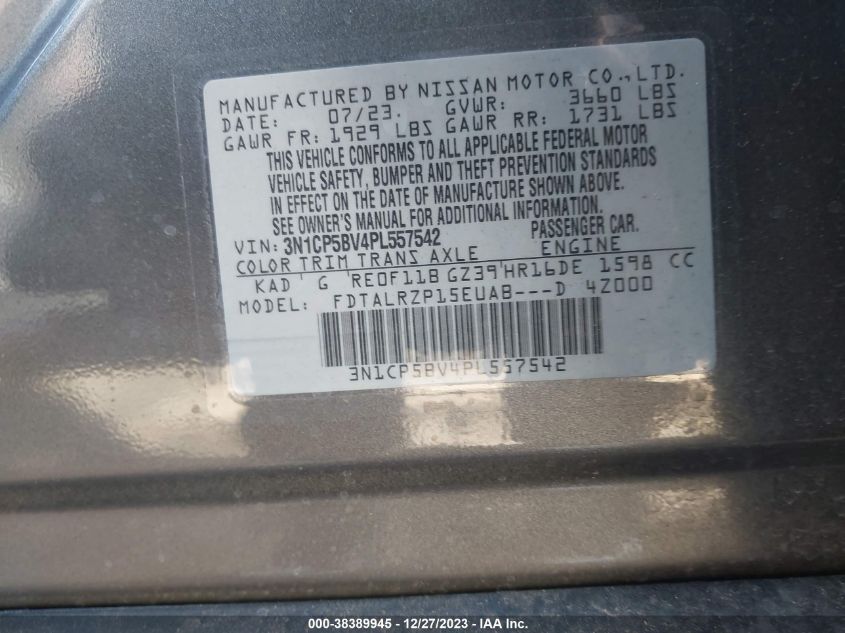 MANUFACTURED BY NISSAN MOTOR CO., LTD.
DATE: 07/23. GVWR: 3660 LBS
GAWR FR: 1929 LBS GAWR RR: 1731 LBS
THIS VEHICLE CONFORMS TO ALL APPLICABLE FEDERAL MOTOR
VEHICLE SAFETY, BUMPER AND THEFT PREVENTION STANDARDS
IN EFFECT ON THE DATE OF MANUFACTURE SHOWN ABOVE.
SEE OWNER'S MANUAL FOR ADDITIONAL INFORMATION.
VIN: 3N1CP5BV4PL557542 PASSENGER CAR.
COLOR TRIM TRANS AXLE ENGINE
KAD G RE0F11B GZ39 HR16DE 1598 CC
MODEL: FDTALRZP15EUAB---D 4Z000
3N1CP5BV4PL557542
000-38389945 - 12/27/2023 - Copyright © 2023 IAA, Inc.